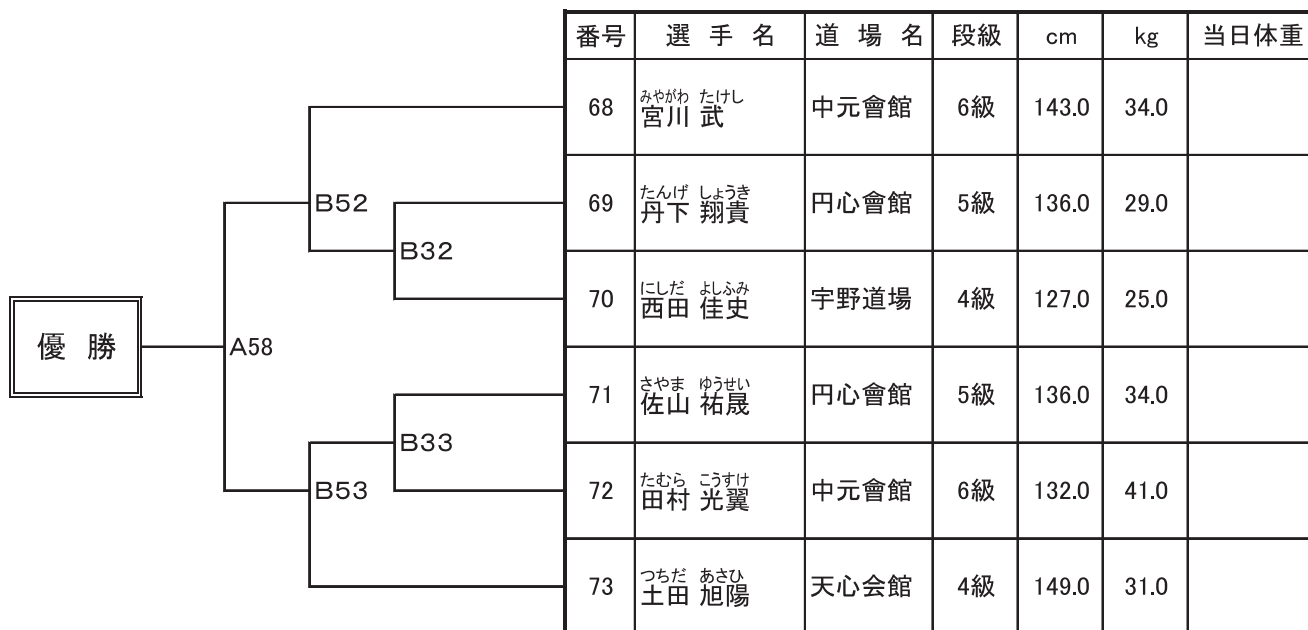 番号 選手名 道場名 段級 cm kg 当日体重
みやがわ たけし
68 宮川 武 中元會館 6級 143.0 34.0
B52
たんげ しょうき
69 丹下 翔貴 円心會館 5級 136.0 29.0
B32
にしだ よしふみ
70 西田 佳史 宇野道場 4級 127.0 25.0
優勝
A58
さやま ゆうせい
71 佐山 祐晟 円心會館 5級 136.0 34.0
B33
たむら こうすけ
72 田村 光翼 中元會館 6級 132.0 41.0
B53
つちだ あさひ
73 土田 旭陽 天心会館 4級 149.0 31.0